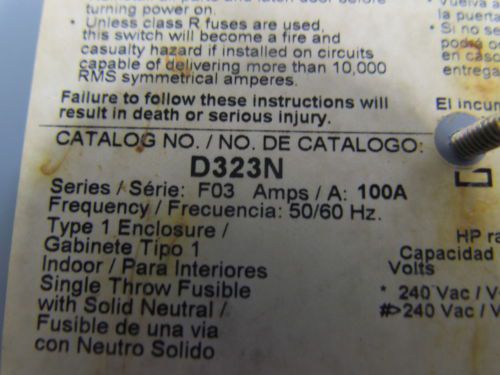 turning power on.
• Unless class R fuses are used,
this switch will become a fire and
casualty hazard if installed on circuits
capable of delivering more than 10,000
RMS symmetrical amperes.
Failure to follow these instructions will
result in death or serious injury.
Vuelva a
la puerta
• Si no se
podrá
en caso
entrega
El incum
CATALOG NO. / NO. DE CATALOGO:
D323N
Series / Série: F03 Amps / A: 100A
Frequency / Frecuencia: 50/60 Hz.
Type 1 Enclosure /
Gabinete Tipo 1
Indoor / Para Interiores
Single Throw Fusible
with Solid Neutral /
Fusible de una via
con Neutro Solido
HP ra
Capacidad
Volts
* 240 Vac / V
#>240 Vac / V